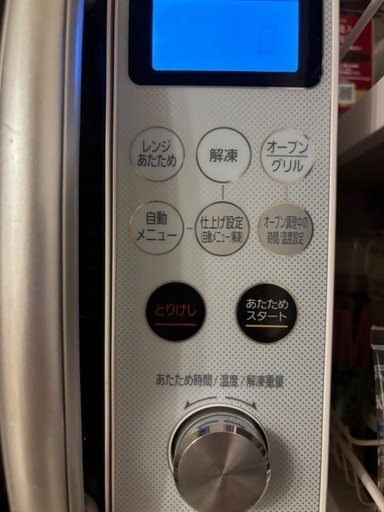 0
レンジ
あたため
解凍
オーブン
グリル
自動
メニュー
仕上げ設定
(自動メニュー/解凍)
オーブン調理中の
時間/温度設定
とりけし
あたため
スタート
あたため時間/温度/解凍重量